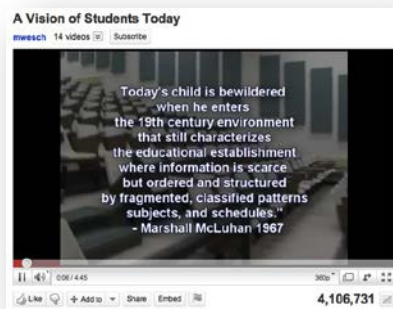 A Vision of Students Today
mwesch 14 videos Subscribe
Today's child is bewildered
when he enters
the 19th century environment
that still characterizes
the educational establishment
where information is scarce
but ordered and structured
by fragmented, classified patterns
subjects, and schedules."
- Marshall McLuhan 1967
0:06 / 4:45 360p
Like Add to Share Embed 4,106,731